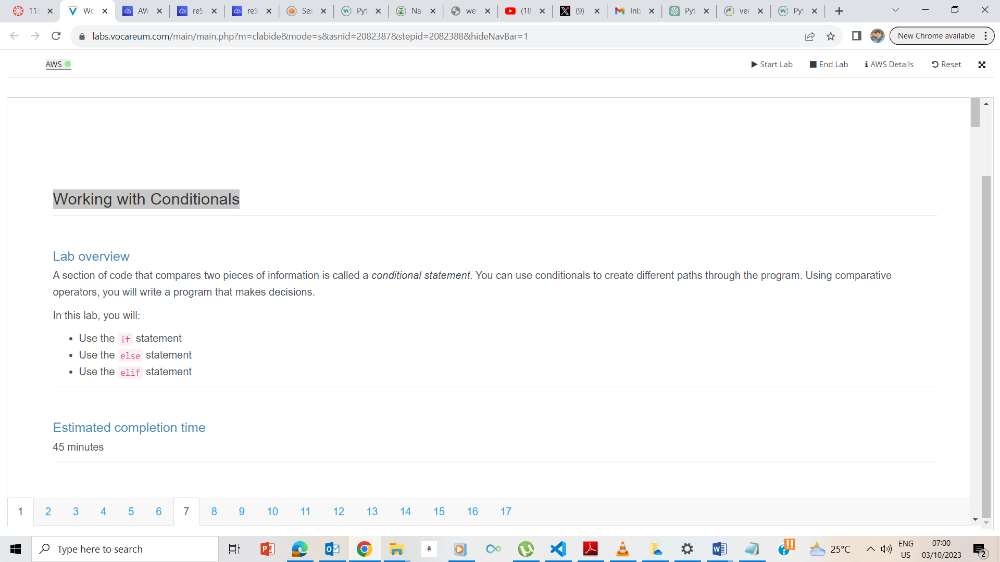 113
Wo
AW
reS
reS
Ses
Pyt
Na
we
(18
(9)
Inb
Pyt
ver
Pyt
labs.vocareum.com/main/main.php?m=clabide&mode=s&asnid=2082387&stepid=2082388&hideNavBar=1
New Chrome available
AWS
Start Lab
End Lab
AWS Details
Reset
Working with Conditionals
Lab overview
A section of code that compares two pieces of information is called a conditional statement. You can use conditionals to create different paths through the program. Using comparative
operators, you will write a program that makes decisions.
In this lab, you will:
• Use the if statement
• Use the else statement
• Use the elif statement
Estimated completion time
45 minutes
1 2 3 4 5 6 7 8 9 10 11 12 13 14 15 16 17
Type here to search
a
25°C
ENG
US
07:00
03/10/2023
2